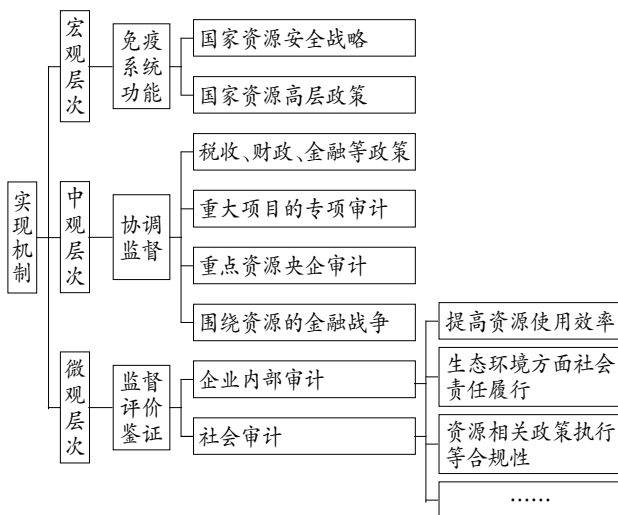 实现机制
宏观层次
免疫
系统
功能
国家资源安全战略
国家资源高层政策
中观层次
协调
监督
税收、财政、金融等政策
重大项目的专项审计
重点资源央企审计
围绕资源的金融战争
微观层次
监督
评价
鉴证
企业内部审计
社会审计
提高资源使用效率
生态环境方面社会
责任履行
资源相关政策执行
等合规性
……